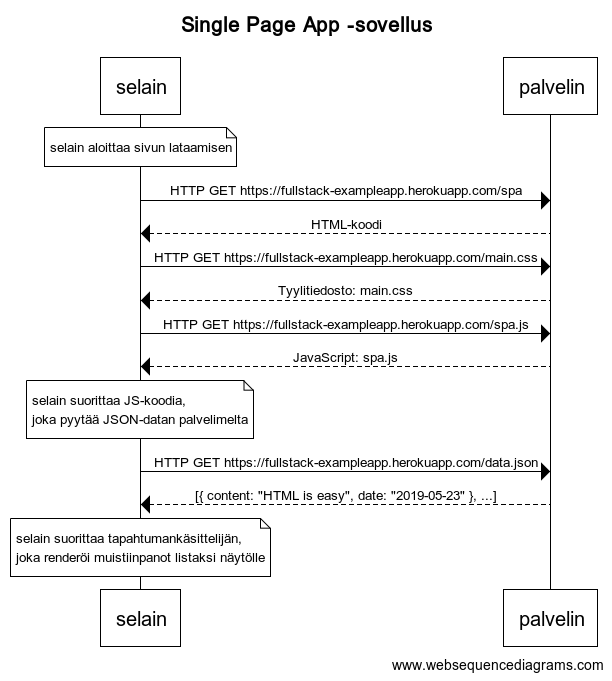 Single Page App -sovellus
selain
palvelin
selain aloittaa sivun lataamisen
HTTP GET https://fullstack-exampleapp.herokuapp.com/spa
HTML-koodi
HTTP GET https://fullstack-exampleapp.herokuapp.com/main.css
Tyylitiedosto: main.css
HTTP GET https://fullstack-exampleapp.herokuapp.com/spa.js
JavaScript: spa.js
selain suorittaa JS-koodia,
joka pyytää JSON-datan palvelimelta
HTTP GET https://fullstack-exampleapp.herokuapp.com/data.json
[{ content: "HTML is easy", date: "2019-05-23" }, ...]
selain suorittaa tapahtumankäsittelijän,
joka renderöi muistiinpanot listaksi näytölle
selain
palvelin
www.websequencediagrams.com